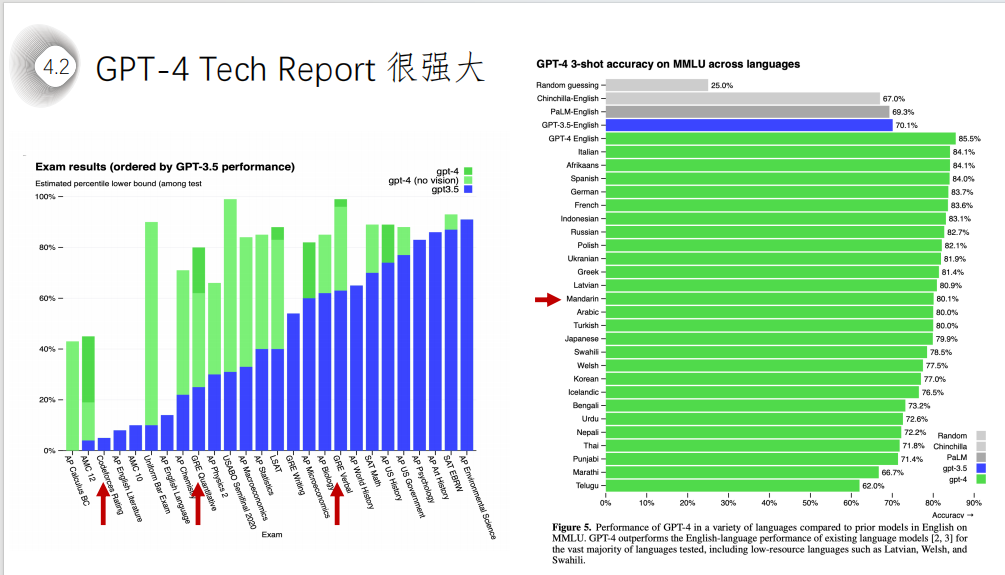 4.2
GPT-4 Tech Report 很强大
Exam results (ordered by GPT-3.5 performance)
Estimated percentile lower bound (among test
gpt-4
gpt-4 (no vision)
gpt3.5
100%
80%
60%
40%
20%
0%
AP Calculus BC
AMC 12
Codeforces Rating
AP English Literature
AMC 10
Uniform Bar Exam
AP English Language
AP Chemistry
GRE Quantitative
AP Physics 2
USABO Semifinal 2020
AP Macroeconomics
AP Statistics
LSAT
GRE Writing
AP Microeconomics
AP Biology
GRE Verbal
AP World History
SAT Math
AP US History
AP US Government
AP Psychology
AP Art History
SAT EBRW
AP Environmental Science
Exam
GPT-4 3-shot accuracy on MMLU across languages
Random guessing 25.0%
Chinchilla-English 67.0%
PaLM-English 69.3%
GPT-3.5-English 70.1%
GPT-4 English 85.5%
Italian 84.1%
Afrikaans 84.1%
Spanish 84.0%
German 83.7%
French 83.6%
Indonesian 83.1%
Russian 82.7%
Polish 82.1%
Ukranian 81.9%
Greek 81.4%
Latvian 80.9%
Mandarin 80.1%
Arabic 80.0%
Turkish 80.0%
Japanese 79.9%
Swahili 78.5%
Welsh 77.5%
Korean 77.0%
Icelandic 76.5%
Bengali 73.2%
Urdu 72.6%
Nepali 72.2%
Thai 71.8%
Punjabi 71.4%
Marathi 66.7%
Telugu 62.0%
Random
Chinchilla
PaLM
gpt-3.5
gpt-4
0% 10% 20% 30% 40% 50% 60% 70% 80% 90%
Accuracy →
Figure 5. Performance of GPT-4 in a variety of languages compared to prior models in English on
MMLU. GPT-4 outperforms the English-language performance of existing language models [2, 3] for
the vast majority of languages tested, including low-resource languages such as Latvian, Welsh, and
Swahili.